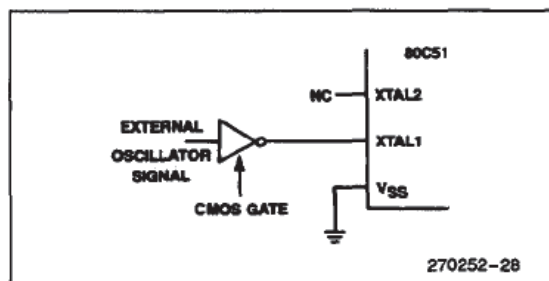 80C51
NC XTAL2
EXTERNAL
OSCILLATOR
SIGNAL
XTAL1
CMOS GATE
VSS
270252-28